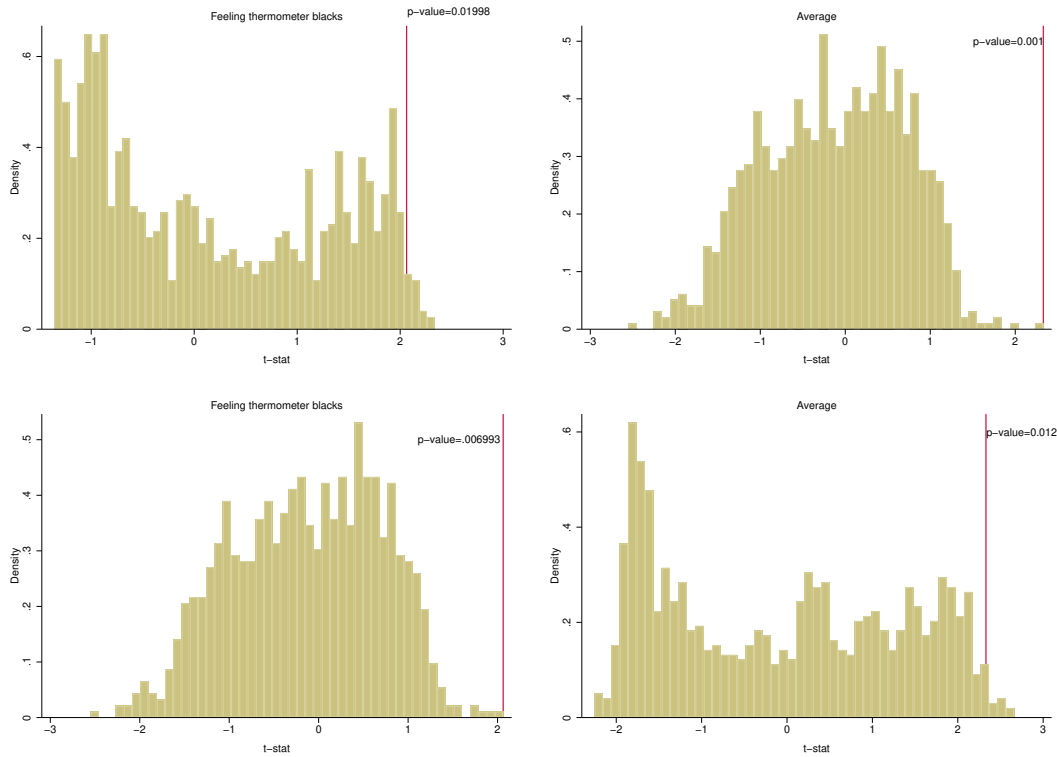 Feeling thermometer blacks
p−value=0.01998
Density
0 .2 .4 .6
−1 0 1 2 3
t−stat
Average
p−value=0.001
Density
0 .1 .2 .3 .4 .5
−3 −2 −1 0 1 2
t−stat
Feeling thermometer blacks
p−value=.006993
Density
0 .1 .2 .3 .4 .5
−3 −2 −1 0 1 2
t−stat
Average
p−value=0.012
Density
0 .2 .4 .6
−2 −1 0 1 2 3
t−stat